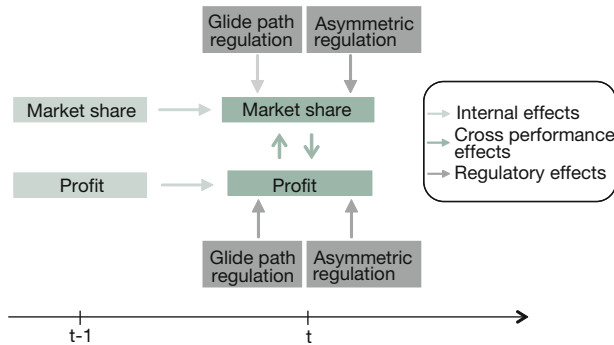 Glide path
regulation
Asymmetric
regulation
Market share
Market share
Profit
Profit
Glide path
regulation
Asymmetric
regulation
Internal effects
Cross performance
effects
Regulatory effects
t-1
t